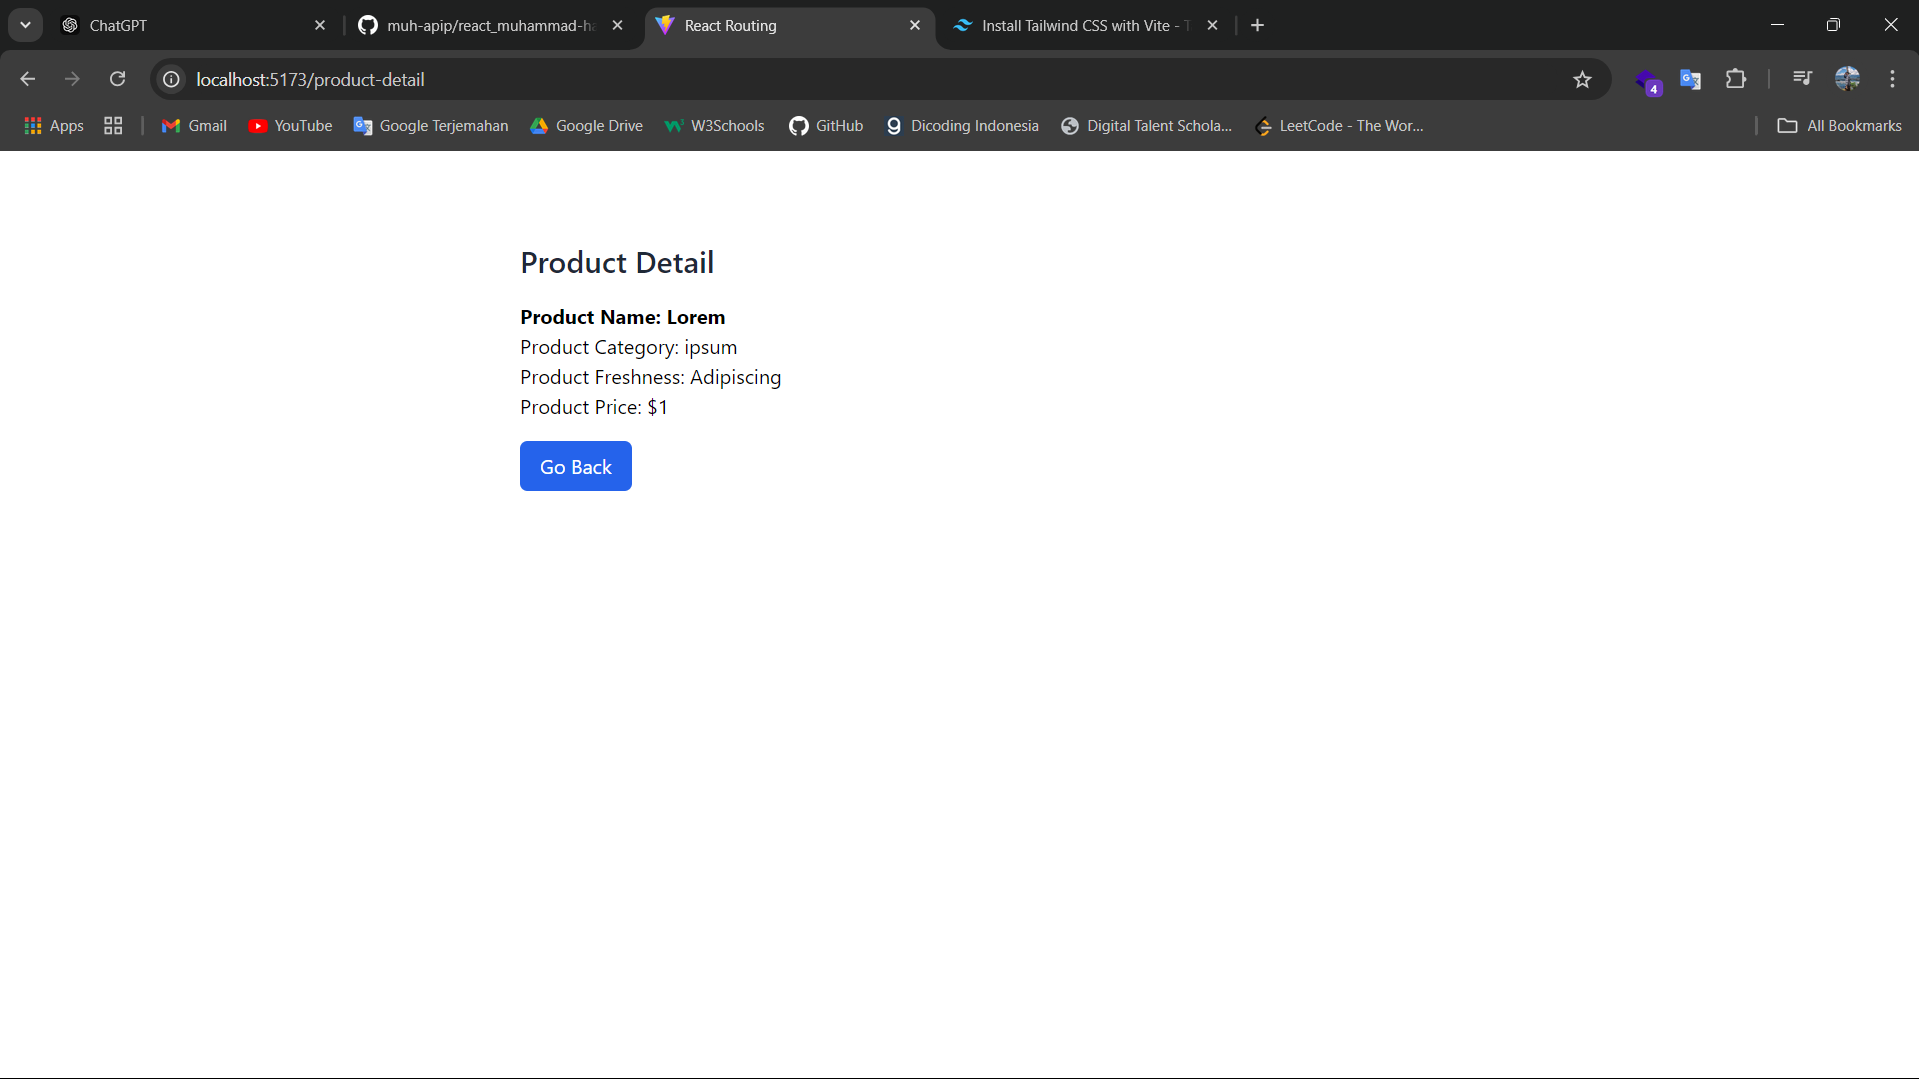 ChatGPT
muh-apip/react_muhammad-ha
React Routing
Install Tailwind CSS with Vite - T
localhost:5173/product-detail
4
Apps
Gmail
YouTube
Google Terjemahan
Google Drive
W3Schools
GitHub
Dicoding Indonesia
Digital Talent Schola...
LeetCode - The Wor...
All Bookmarks
Product Detail
Product Name: Lorem
Product Category: ipsum
Product Freshness: Adipiscing
Product Price: $1
Go Back